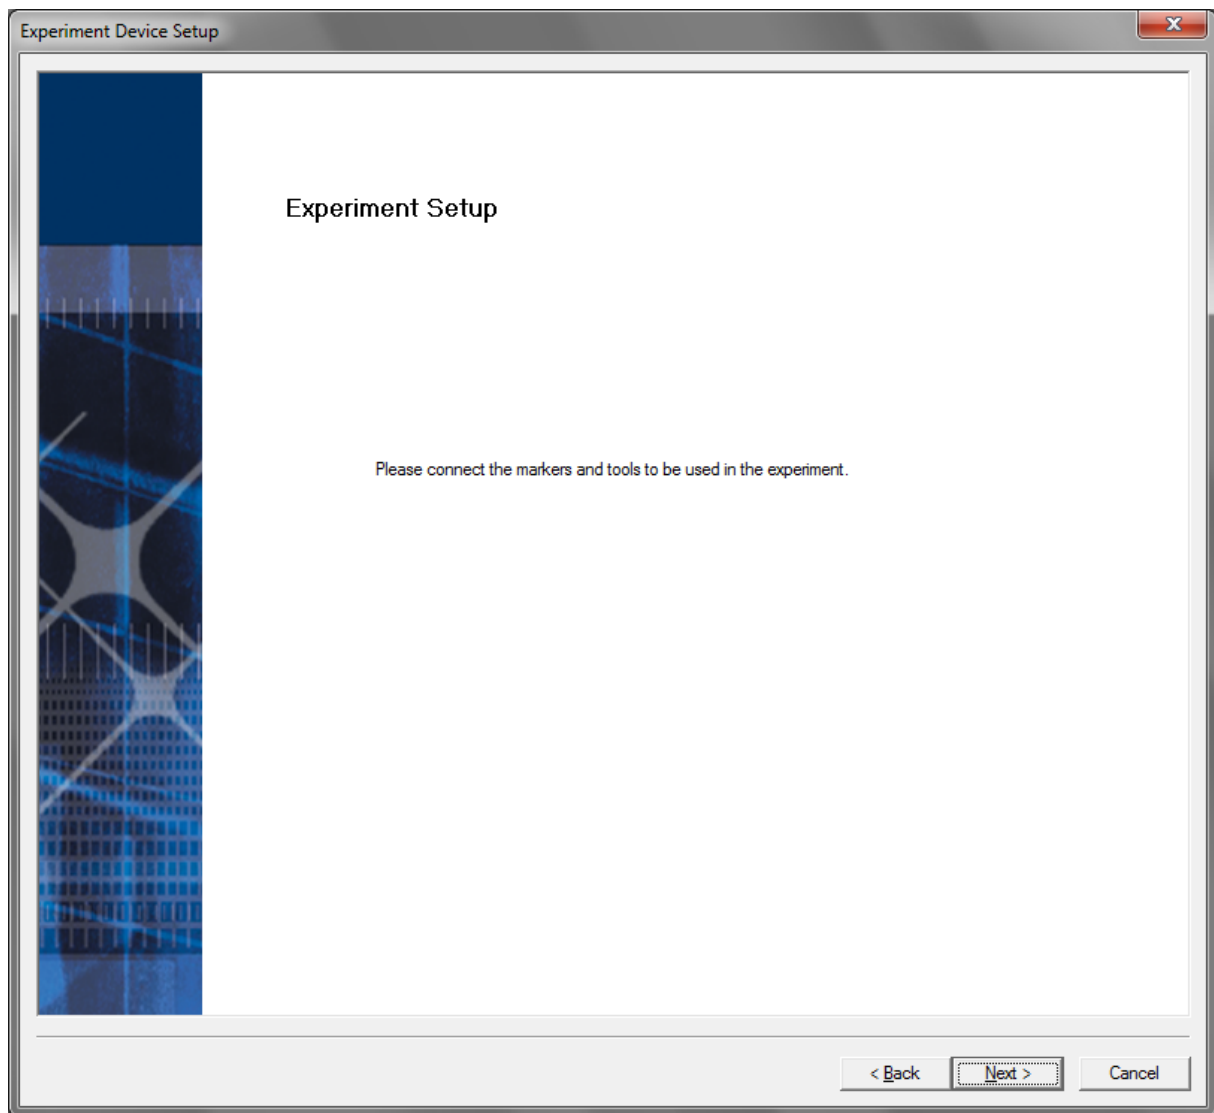 Experiment Device Setup
Experiment Setup
Please connect the markers and tools to be used in the experiment.
< Back
Next >
Cancel